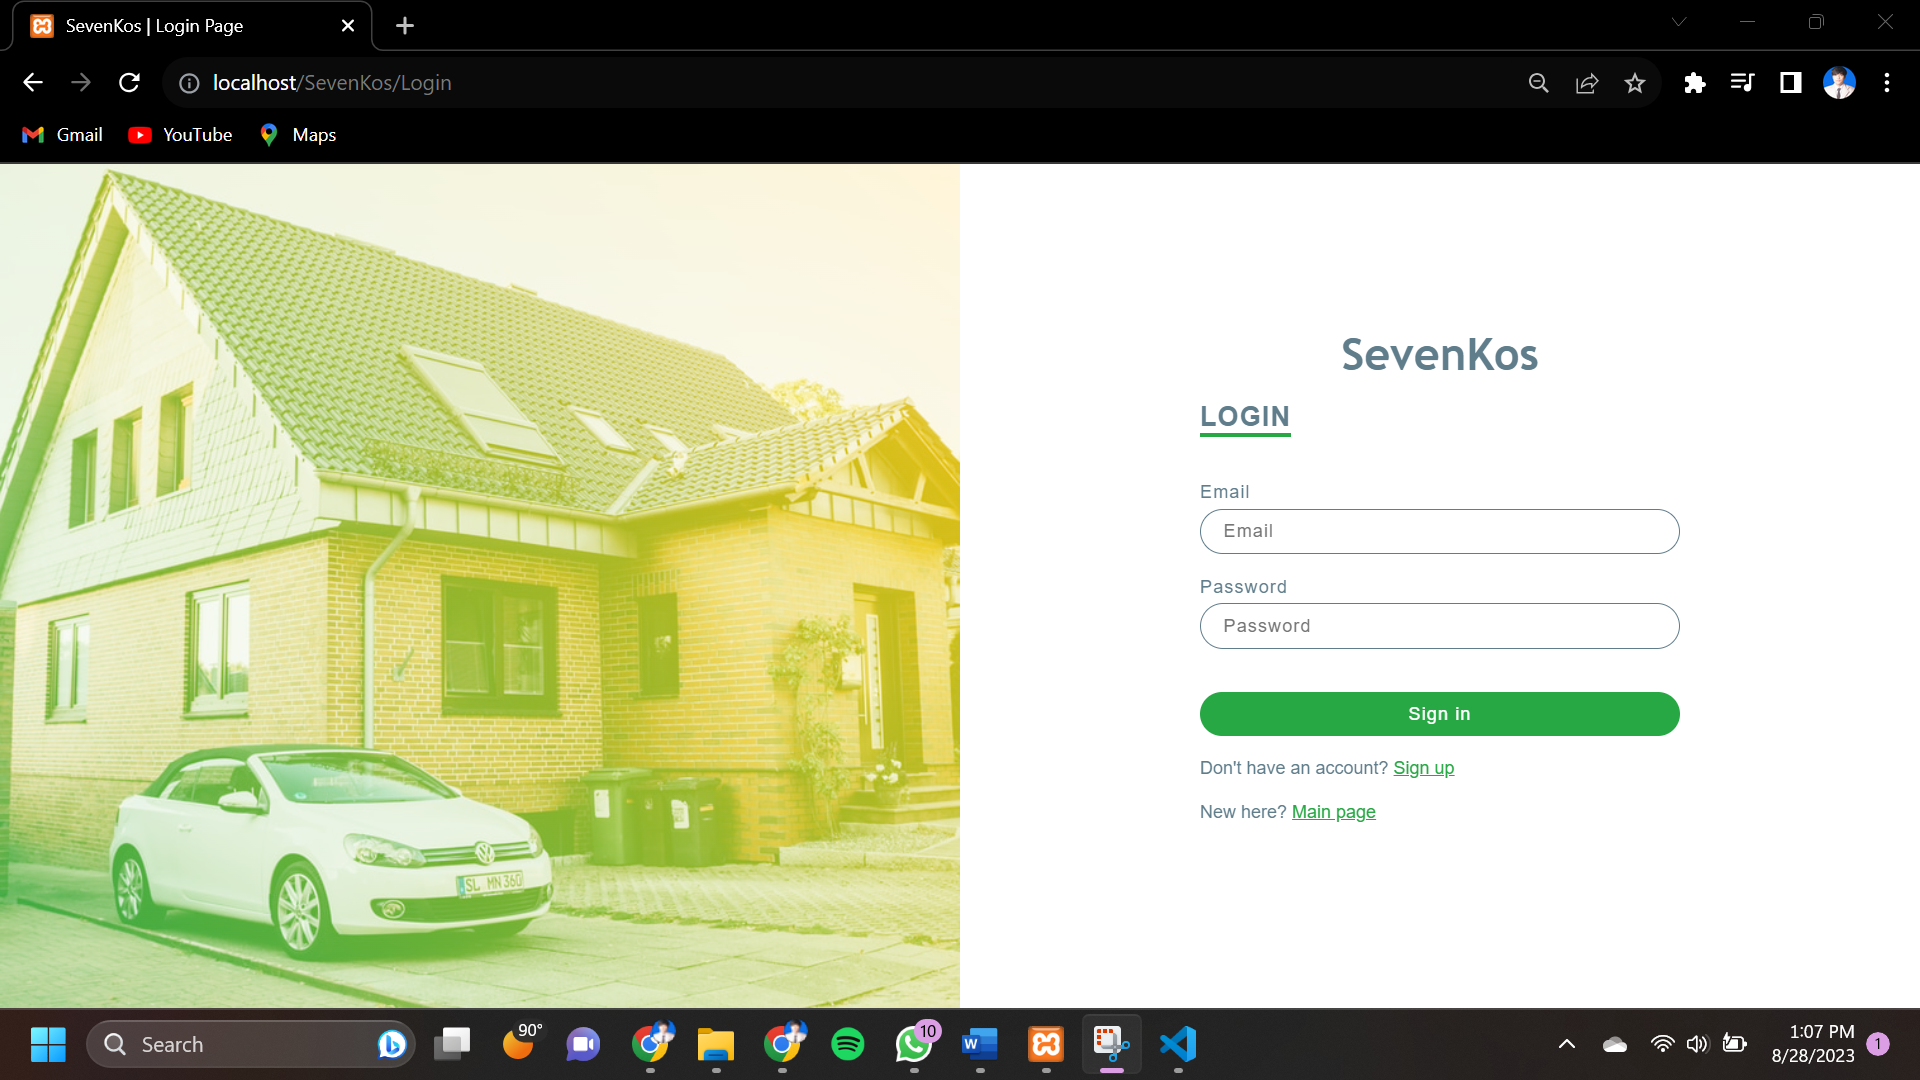 SevenKos | Login Page
localhost/SevenKos/Login
Gmail YouTube Maps
SevenKos
LOGIN
Email
Email
Password
Password
Sign in
Don't have an account? Sign up
New here? Main page
SL MN 360
Search
90°
10
W
1:07 PM
8/28/2023
1